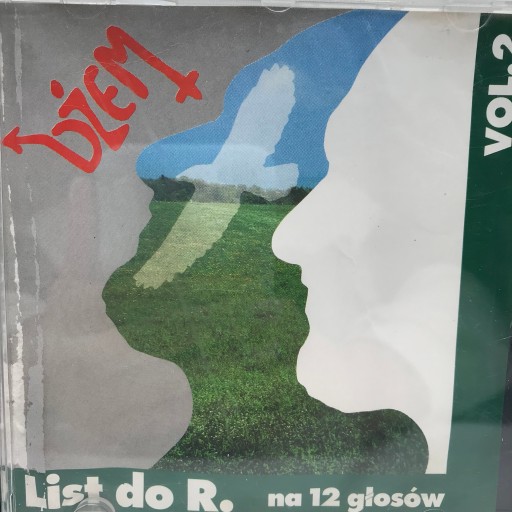 DŻEM
VOL.2
List do R.
na 12 głosów